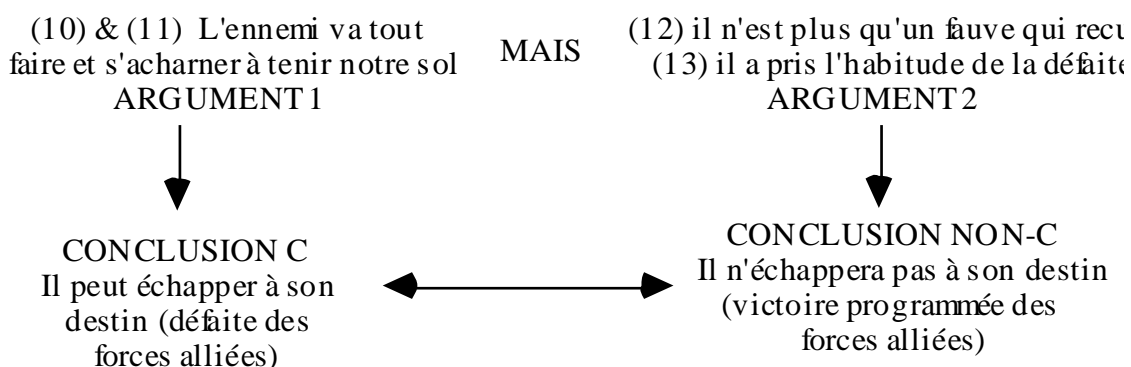 (10) & (11) L'ennemi va tout
faire et s'acharner à tenir notre sol
ARGUMENT 1
MAIS
(12) il n'est plus qu'un fauve qui
(13) il a pris l'habitude de la défaite
ARGUMENT 2
CONCLUSION C
Il peut échapper à son
destin (défaite des
forces alliées)
CONCLUSION NON-C
Il n'échappera pas à son destin
(victoire programmée des
forces alliées)